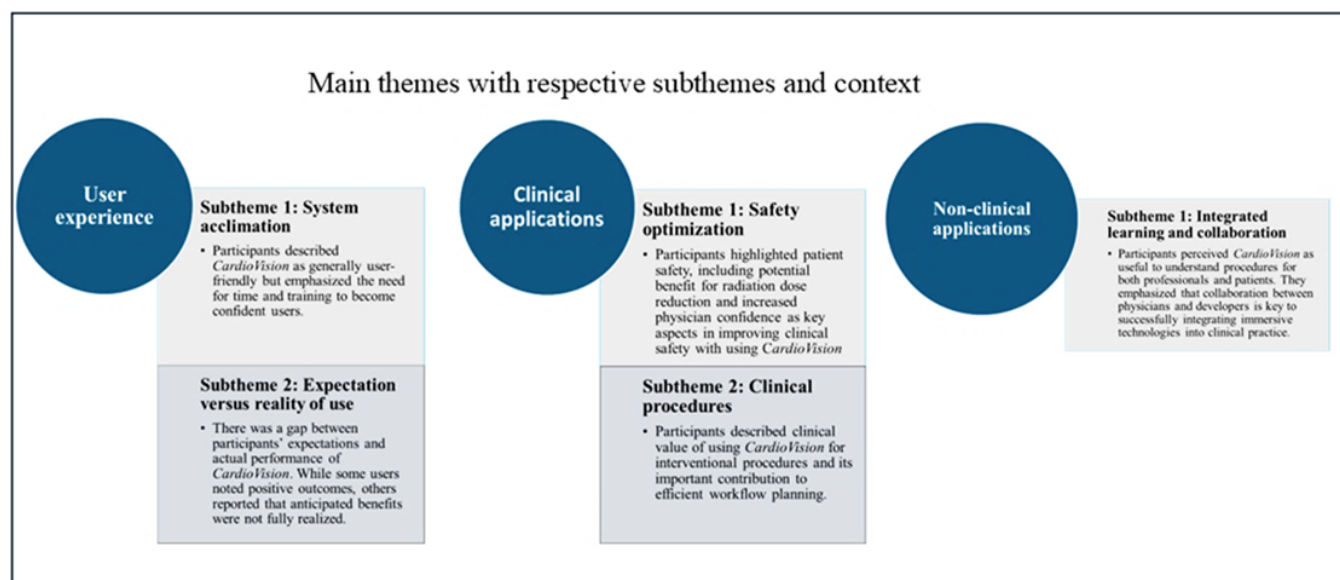 Main themes with respective subthemes and context
User
experience
Subtheme 1: System
acclimation
• Participants described
CardioVision as generally user-
friendly but emphasized the need
for time and training to become
confident users.
Subtheme 2: Expectation
versus reality of use
• There was a gap between
participants' expectations and
actual performance of
CardioVision. While some users
noted positive outcomes, others
reported that anticipated benefits
were not fully realized.
Clinical
applications
Subtheme 1: Safety
optimization
• Participants highlighted patient
safety, including potential
benefit for radiation dose
reduction and increased
physician confidence as key
aspects in improving clinical
safety with using CardioVision
Subtheme 2: Clinical
procedures
• Participants described clinical
value of using CardioVision for
interventional procedures and its
important contribution to
efficient workflow planning.
Non-clinical
applications
Subtheme 1: Integrated
learning and collaboration
• Participants perceived CardioVision as
useful to understand procedures for
both professionals and patients. They
emphasized that collaboration between
physicians and developers is key to
successfully integrating immersive
technologies into clinical practice.